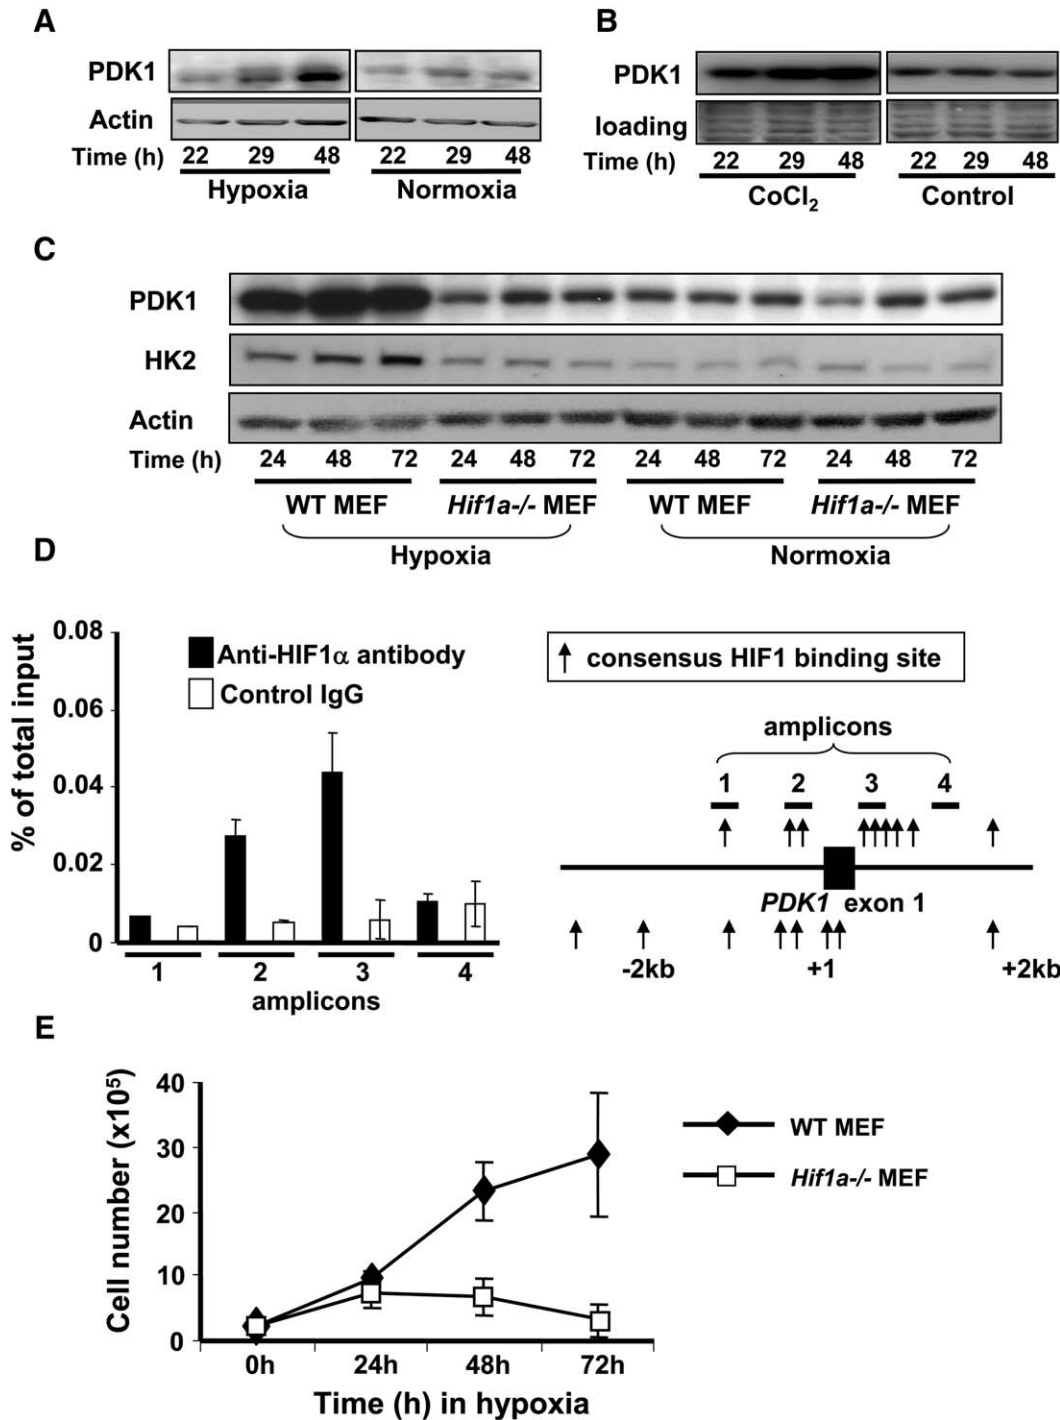 A
PDK1
Actin
Time (h) 22 29 48 22 29 48
Hypoxia Normoxia
B
PDK1
loading
Time (h) 22 29 48 22 29 48
CoCl₂ Control
C
PDK1
HK2
Actin
Time (h) 24 48 72 24 48 72 24 48 72 24 48 72
WT MEF Hif1a-/- MEF WT MEF Hif1a-/- MEF
Hypoxia Normoxia
D
% of total input
0.08
0.06
0.04
0.02
0
Anti-HIF1α antibody
Control IgG
1 2 3 4
amplicons
consensus HIF1 binding site
amplicons
1 2 3 4
PDK1 exon 1
-2kb +1 +2kb
E
Cell number (x10⁵)
40
30
20
10
0
0h 24h 48h 72h
Time (h) in hypoxia
WT MEF
Hif1a-/- MEF